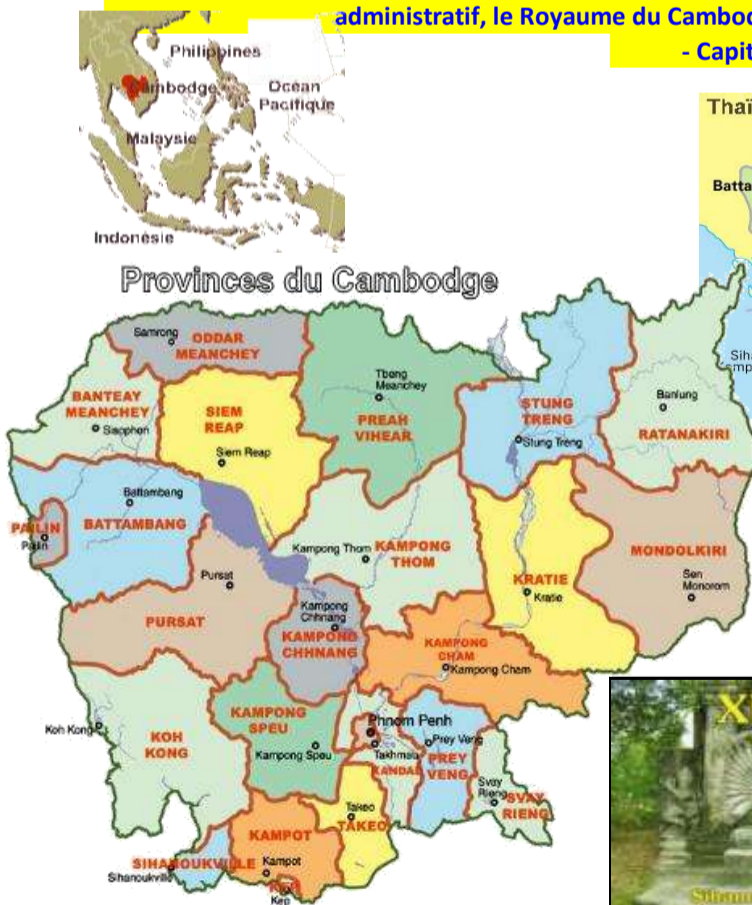 administratif, le Royaume du Cambod
- Capit
Philippines
Cambodge
Océan
Pacifique
Malaysie
Indonésie
Thaï
Batta
Provinces du Cambodge
Samrong
ODDAR
MEANCHEY
Tbeng
Meanchey
BANTEAY
MEANCHEY
Sisophon
SIEM
REAP
Siem Reap
PREAH
VIHEAR
STUNG
TRENG
Stung Treng
Banlung
RATANAKIRI
Siha
Battambang
BATTAMBANG
PAILIN
Pailin
Kampong Thom
KAMPONG
THOM
MONDOLKIRI
Sen
Monorom
KRATIE
Kratie
Pursat
PURSAT
Kampong
Chhnang
KAMPONG
CHHNANG
KAMPONG
CHAM
Kampong Cham
Koh Kong
KOH
KONG
KAMPONG
SPEU
Kampong Speu
Phnom Penh
Takhmau
KANDAL
Prey Veng
PREY
VENG
Svay
Rieng
SVAY
RIENG
Takeo
TAKEO
KAMPOT
Kampot
SIHANOUKVILLE
Sihanoukville
KEP
Kep
X
Sihan